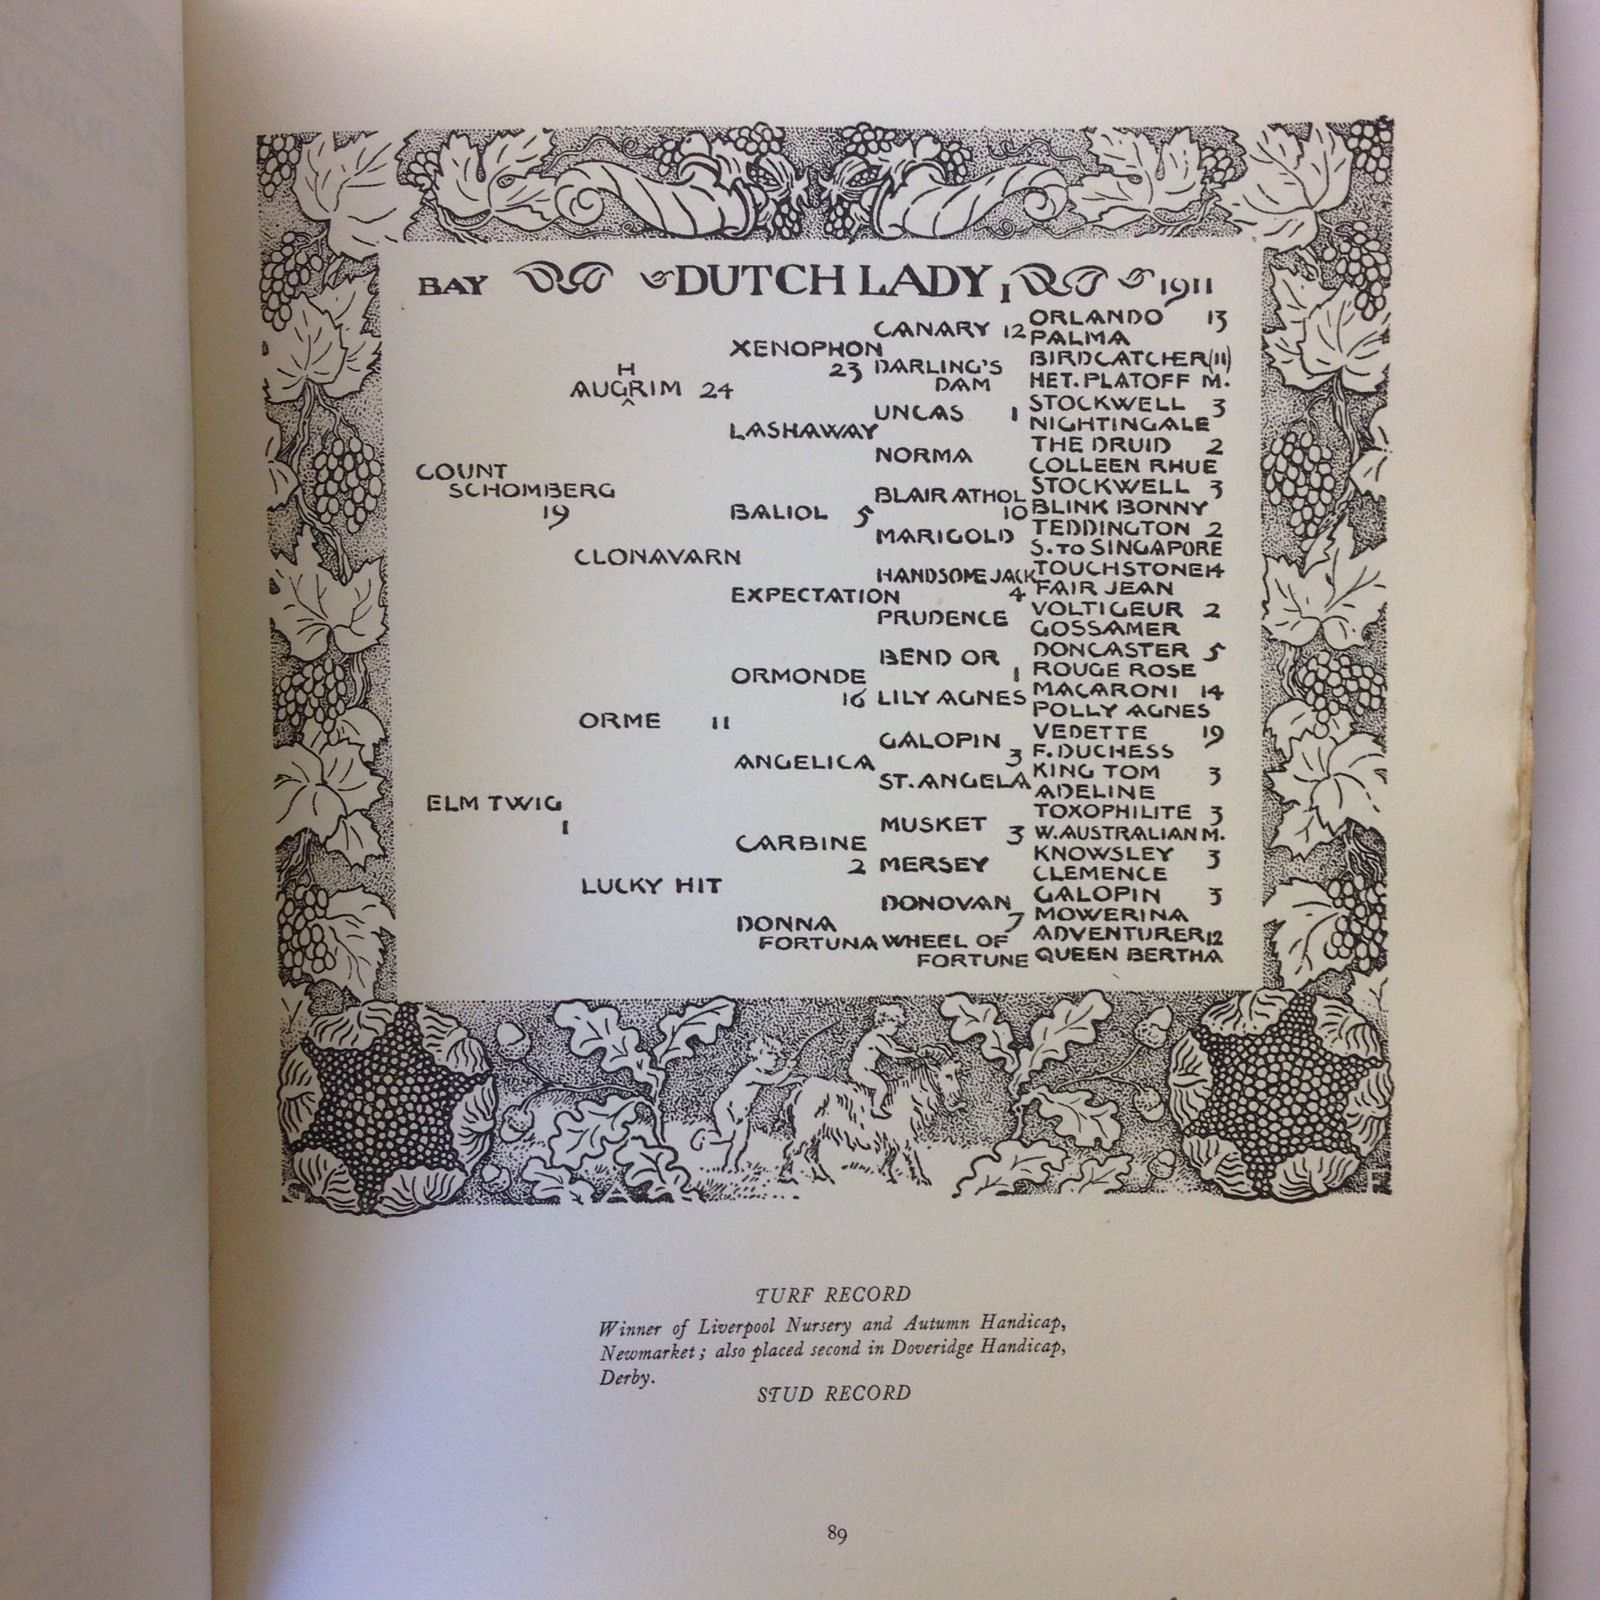 BAY DUTCH LADY 1 1911
ORLANDO 13
CANARY 12
PALMA
XENOPHON
BIRDCATCHER (11)
23 DARLING'S
DAM
HET. PLATOFF M.
H
AUGRIM 24
^
STOCKWELL 3
UNCAS 1
NIGHTINGALE
LASHAWAY
THE DRUID 2
NORMA
COLLEEN RHUE
COUNT
SCHOMBERG
19
STOCKWELL 3
BLAIR ATHOL
10 BLINK BONNY
BALIOL 5
TEDDINGTON 2
MARIGOLD
S. TO SINGAPORE
CLONAVARN
TOUCHSTONE 14
HANDSOME JACK
4 FAIR JEAN
EXPECTATION
VOLTIGEUR 2
PRUDENCE
GOSSAMER
DONCASTER 5
BEND OR
1 ROUGE ROSE
ORMONDE
16 LILY AGNES
MACARONI 14
POLLY AGNES
ORME 11
VEDETTE 19
GALOPIN
3 F. DUCHESS
ANGELICA
KING TOM 3
ST. ANGELA
ADELINE
ELM TWIG
1
TOXOPHILITE 3
MUSKET 3
W. AUSTRALIAN M.
CARBINE
KNOWSLEY 3
2 MERSEY
CLEMENCE
LUCKY HIT
GALOPIN 3
DONOVAN
7 MOWERINA
DONNA
FORTUNA
ADVENTURER 12
WHEEL OF
FORTUNE
QUEEN BERTHA
TURF RECORD
Winner of Liverpool Nursery and Autumn Handicap,
Newmarket; also placed second in Doveridge Handicap,
Derby.
STUD RECORD
89